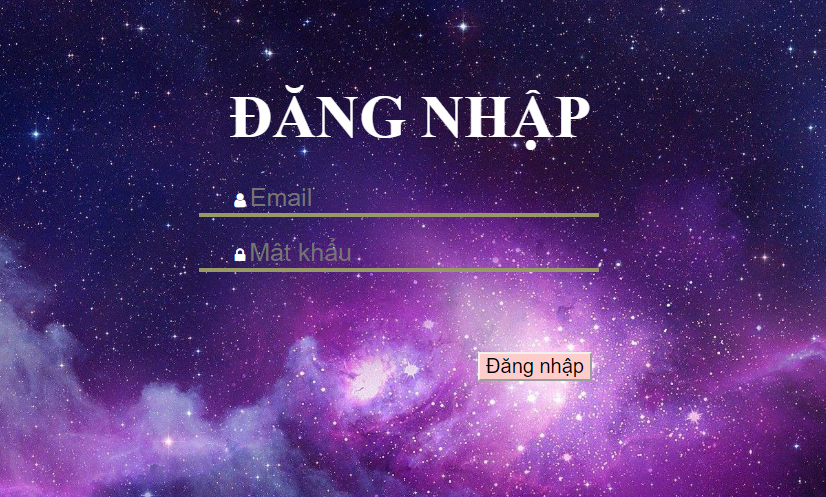 ĐĂNG NHẬP
Email
Mật khẩu
Đăng nhập